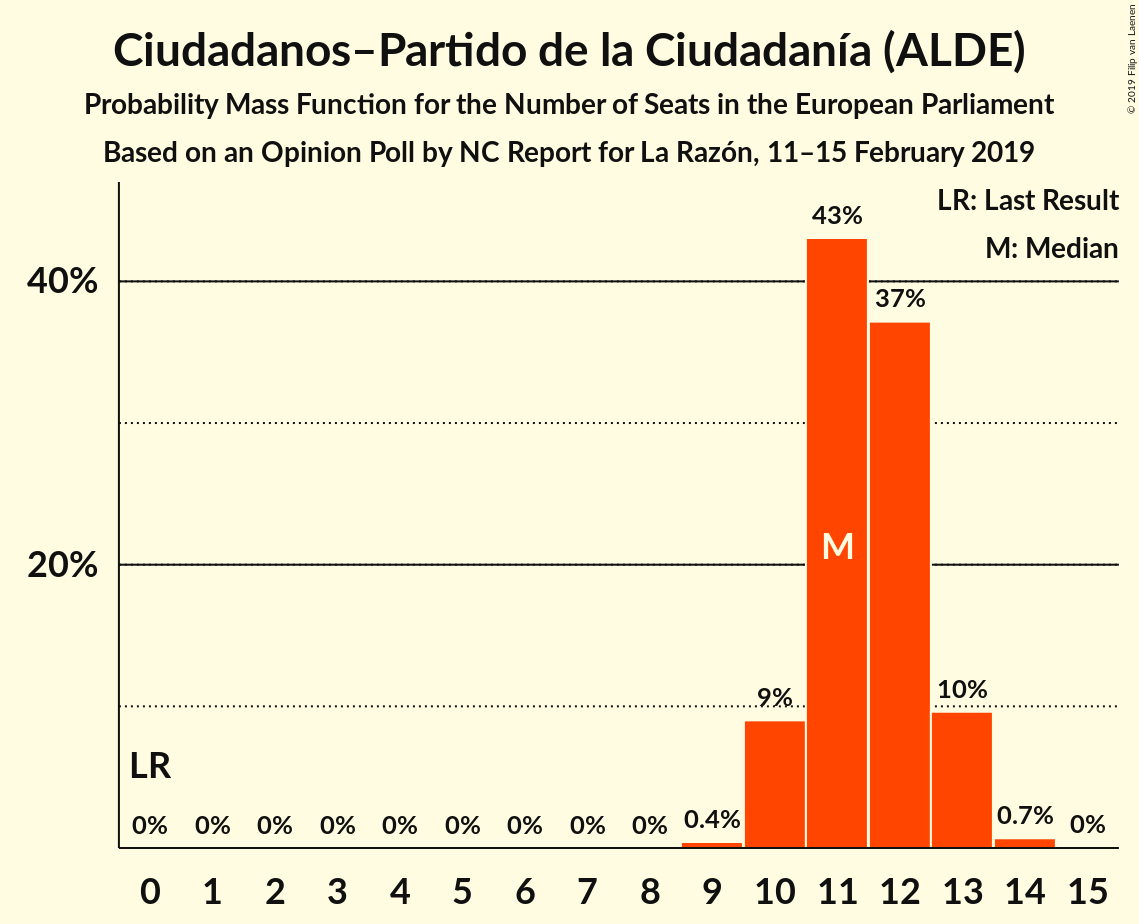 Ciudadanos–Partido de la Ciudadanía (ALDE)
Probability Mass Function for the Number of Seats in the European Parliament
Based on an Opinion Poll by NC Report for La Razón, 11–15 February 2019
© 2019 Filip van Laenen
LR: Last Result
M: Median
43%
40%
37%
M
20%
10%
9%
LR
0% 0% 0% 0% 0% 0% 0% 0% 0% 0.4% 0.7% 0%
0 1 2 3 4 5 6 7 8 9 10 11 12 13 14 15